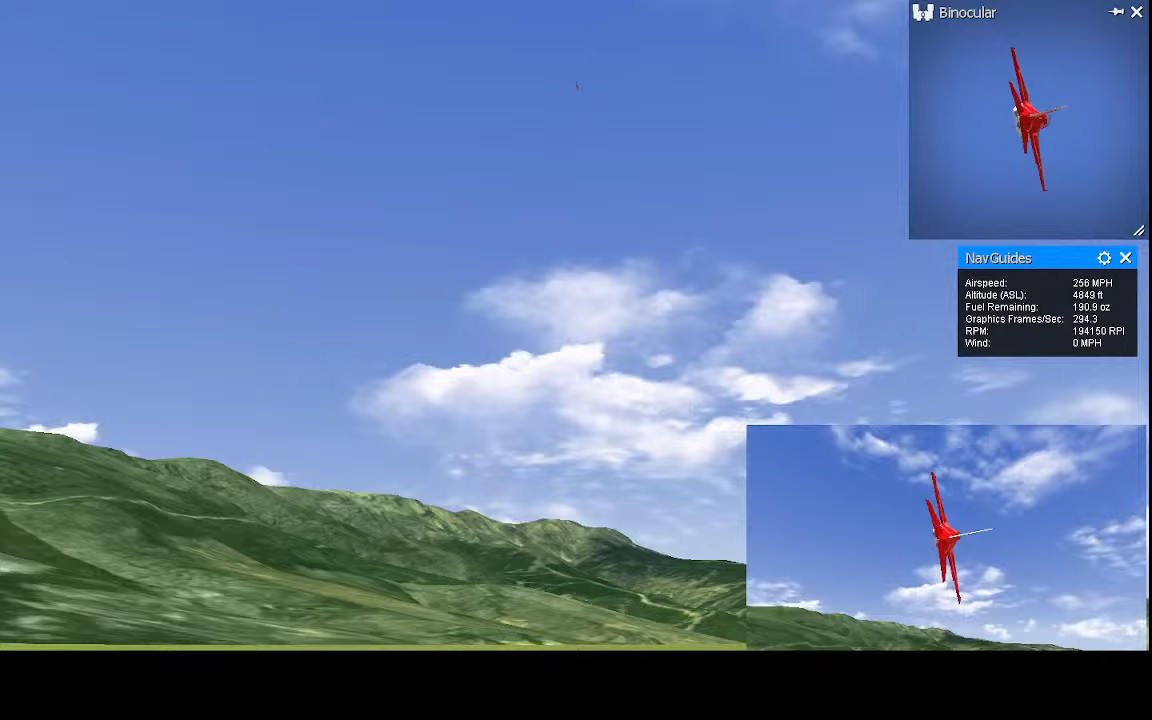 Binocular
NavGuides
Airspeed: 256 MPH
Altitude (ASL): 4849 ft
Fuel Remaining: 190.9 oz
Graphics Frames/Sec: 294.3
RPM: 194150 RPI
Wind: 0 MPH